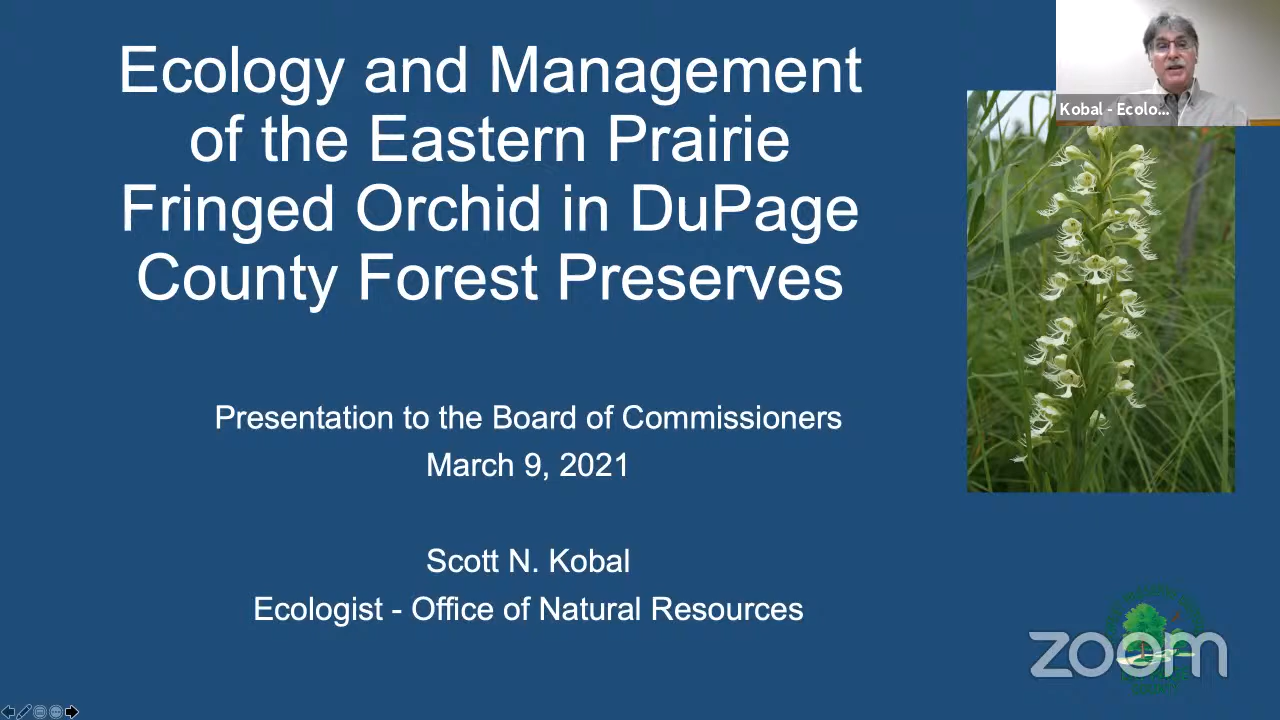 Ecology and Management
of the Eastern Prairie
Fringed Orchid in DuPage
County Forest Preserves
Kobal - Ecolo...
Presentation to the Board of Commissioners
March 9, 2021
Scott N. Kobal
Ecologist - Office of Natural Resources
zoom
COUNTY